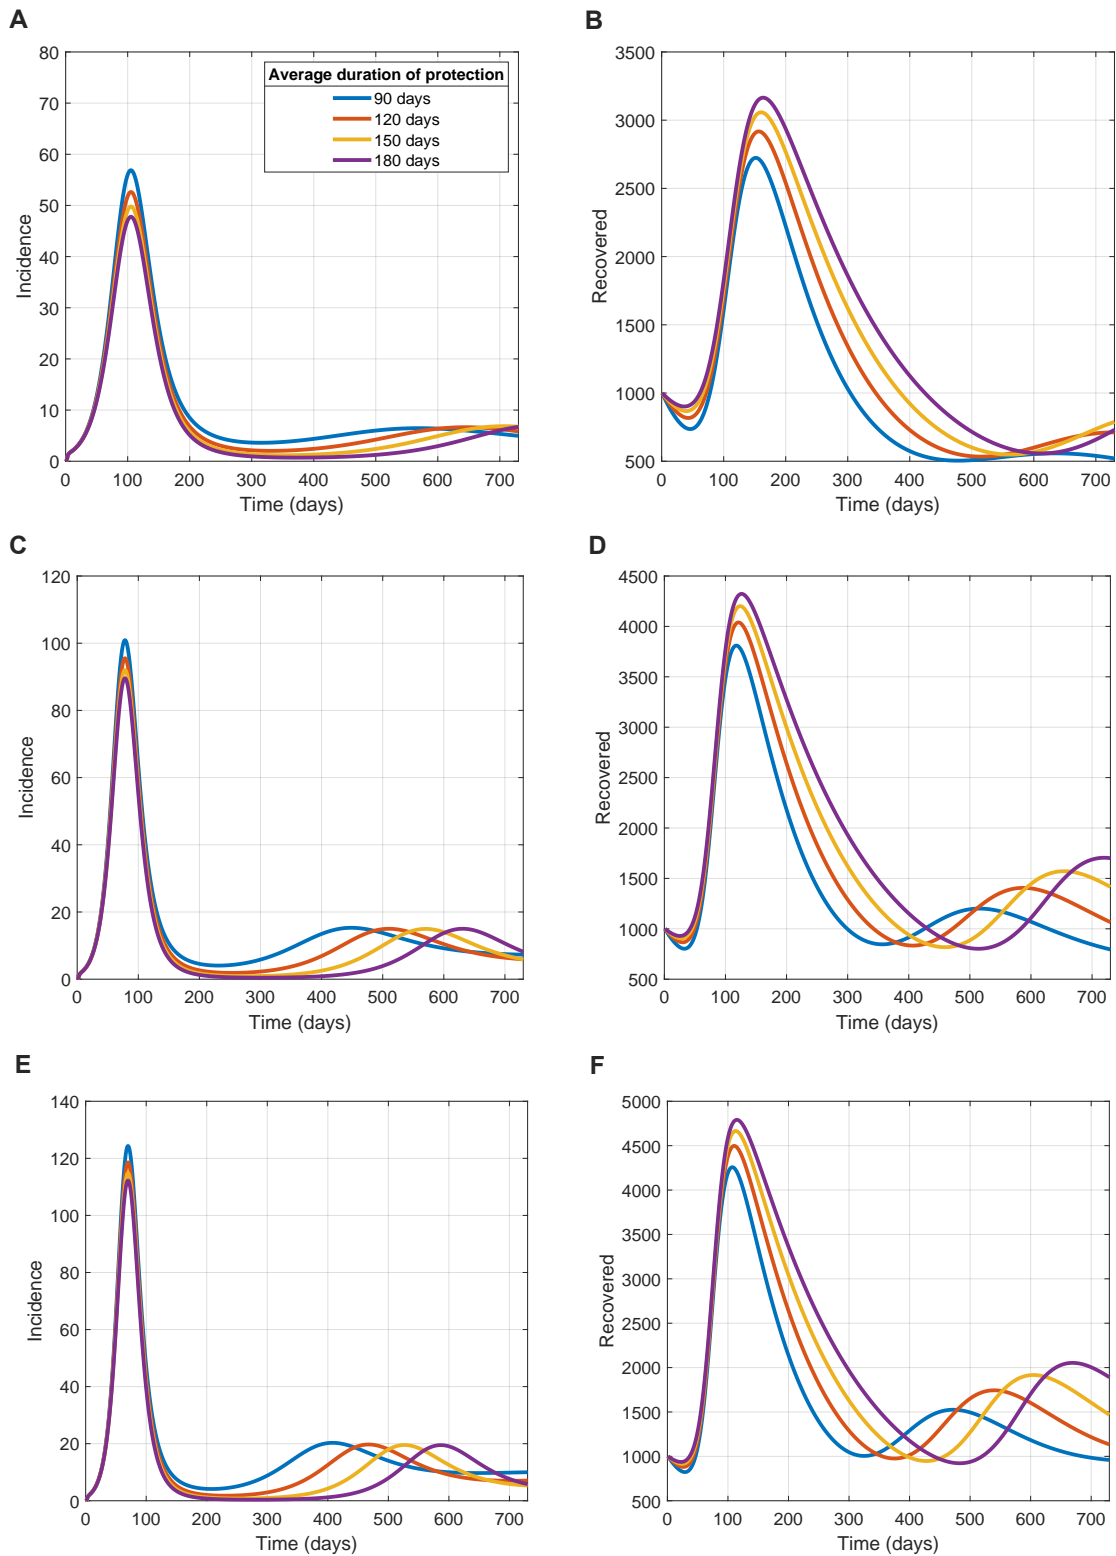 A
80
70
60
50
40
30
20
10
0
Incidence
0 100 200 300 400 500 600 700
Time (days)
Average duration of protection
90 days
120 days
150 days
180 days
B
3500
3000
2500
2000
1500
1000
500
Recovered
0 100 200 300 400 500 600 700
Time (days)
C
120
100
80
60
40
20
0
Incidence
0 100 200 300 400 500 600 700
Time (days)
D
4500
4000
3500
3000
2500
2000
1500
1000
500
Recovered
0 100 200 300 400 500 600 700
Time (days)
E
140
120
100
80
60
40
20
0
Incidence
0 100 200 300 400 500 600 700
Time (days)
F
5000
4500
4000
3500
3000
2500
2000
1500
1000
500
Recovered
0 100 200 300 400 500 600 700
Time (days)